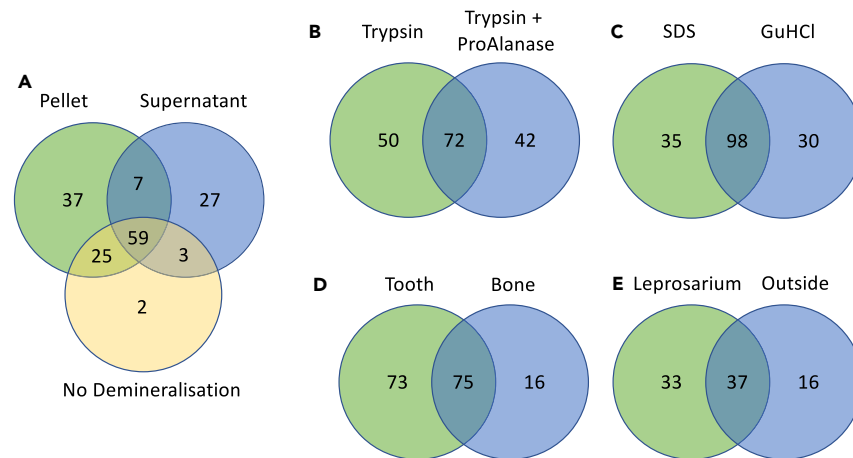 A
Pellet Supernatant
37 7 27
59
25 3
2
No Demineralisation
B Trypsin Trypsin +
ProAlanase
50 72 42
C SDS GuHCl
35 98 30
D Tooth Bone
73 75 16
E Leprosarium Outside
33 37 16